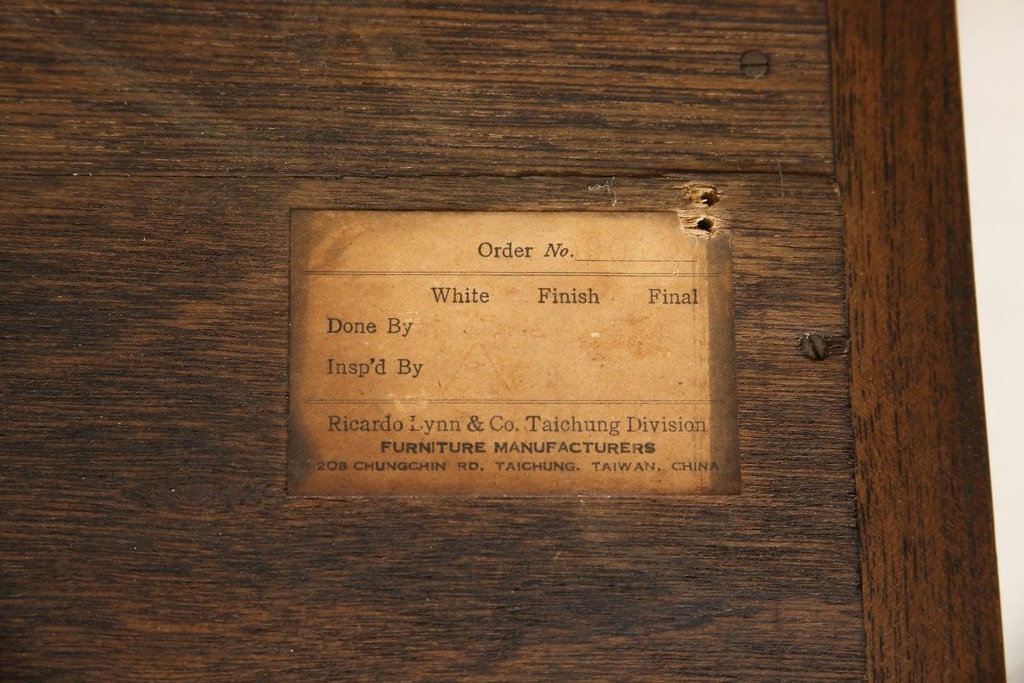 Order No.
White Finish Final
Done By
Insp'd By
Ricardo Lynn & Co. Taichung Division
FURNITURE MANUFACTURERS
208 CHUNGCHIN RD. TAICHUNG. TAIWAN, CHINA